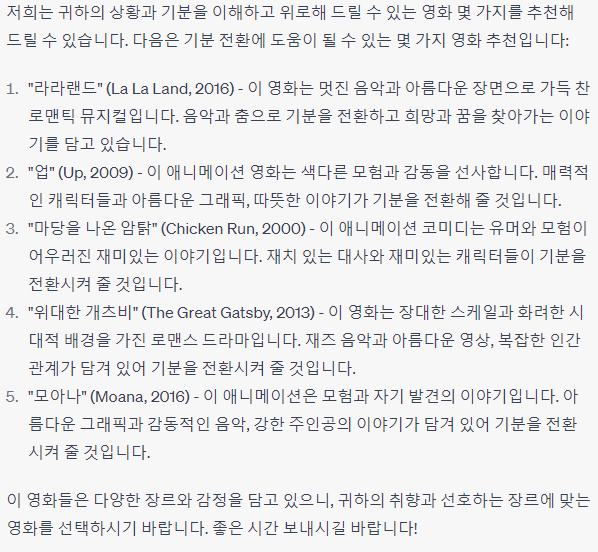 저희는 귀하의 상황과 기분을 이해하고 위로해 드릴 수 있는 영화 몇 가지를 추천해
드릴 수 있습니다. 다음은 기분 전환에 도움이 될 수 있는 몇 가지 영화 추천입니다:
1. "라라랜드" (La La Land, 2016) - 이 영화는 멋진 음악과 아름다운 장면으로 가득 찬
로맨틱 뮤지컬입니다. 음악과 춤으로 기분을 전환하고 희망과 꿈을 찾아가는 이야
기를 담고 있습니다.
2. "업" (Up, 2009) - 이 애니메이션 영화는 색다른 모험과 감동을 선사합니다. 매력적
인 캐릭터들과 아름다운 그래픽, 따뜻한 이야기가 기분을 전환해 줄 것입니다.
3. "마당을 나온 암탉" (Chicken Run, 2000) - 이 애니메이션 코미디는 유머와 모험이
어우러진 재미있는 이야기입니다. 재치 있는 대사와 재미있는 캐릭터들이 기분을
전환시켜 줄 것입니다.
4. "위대한 개츠비" (The Great Gatsby, 2013) - 이 영화는 장대한 스케일과 화려한 시
대적 배경을 가진 로맨스 드라마입니다. 재즈 음악과 아름다운 영상, 복잡한 인간
관계가 담겨 있어 기분을 전환시켜 줄 것입니다.
5. "모아나" (Moana, 2016) - 이 애니메이션은 모험과 자기 발견의 이야기입니다. 아
름다운 그래픽과 감동적인 음악, 강한 주인공의 이야기가 담겨 있어 기분을 전환
시켜 줄 것입니다.
이 영화들은 다양한 장르와 감정을 담고 있으니, 귀하의 취향과 선호하는 장르에 맞는
영화를 선택하시기 바랍니다. 좋은 시간 보내시길 바랍니다!